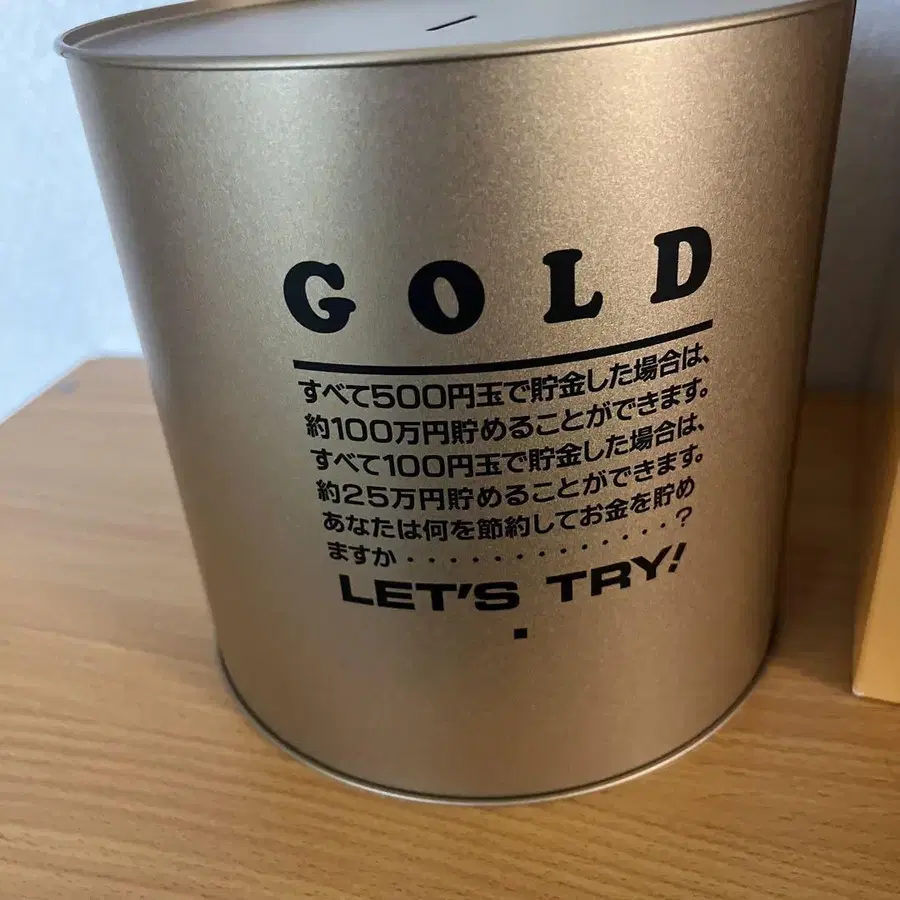 GOLD
すべて500円玉で貯金した場合は、
約100万円貯めることができます。
すべて100円玉で貯金した場合は、
約25万円貯めることができます。
あなたは何を節約してお金を貯め
ますか・・・・・・・・・・・・・?
LET'S TRY!